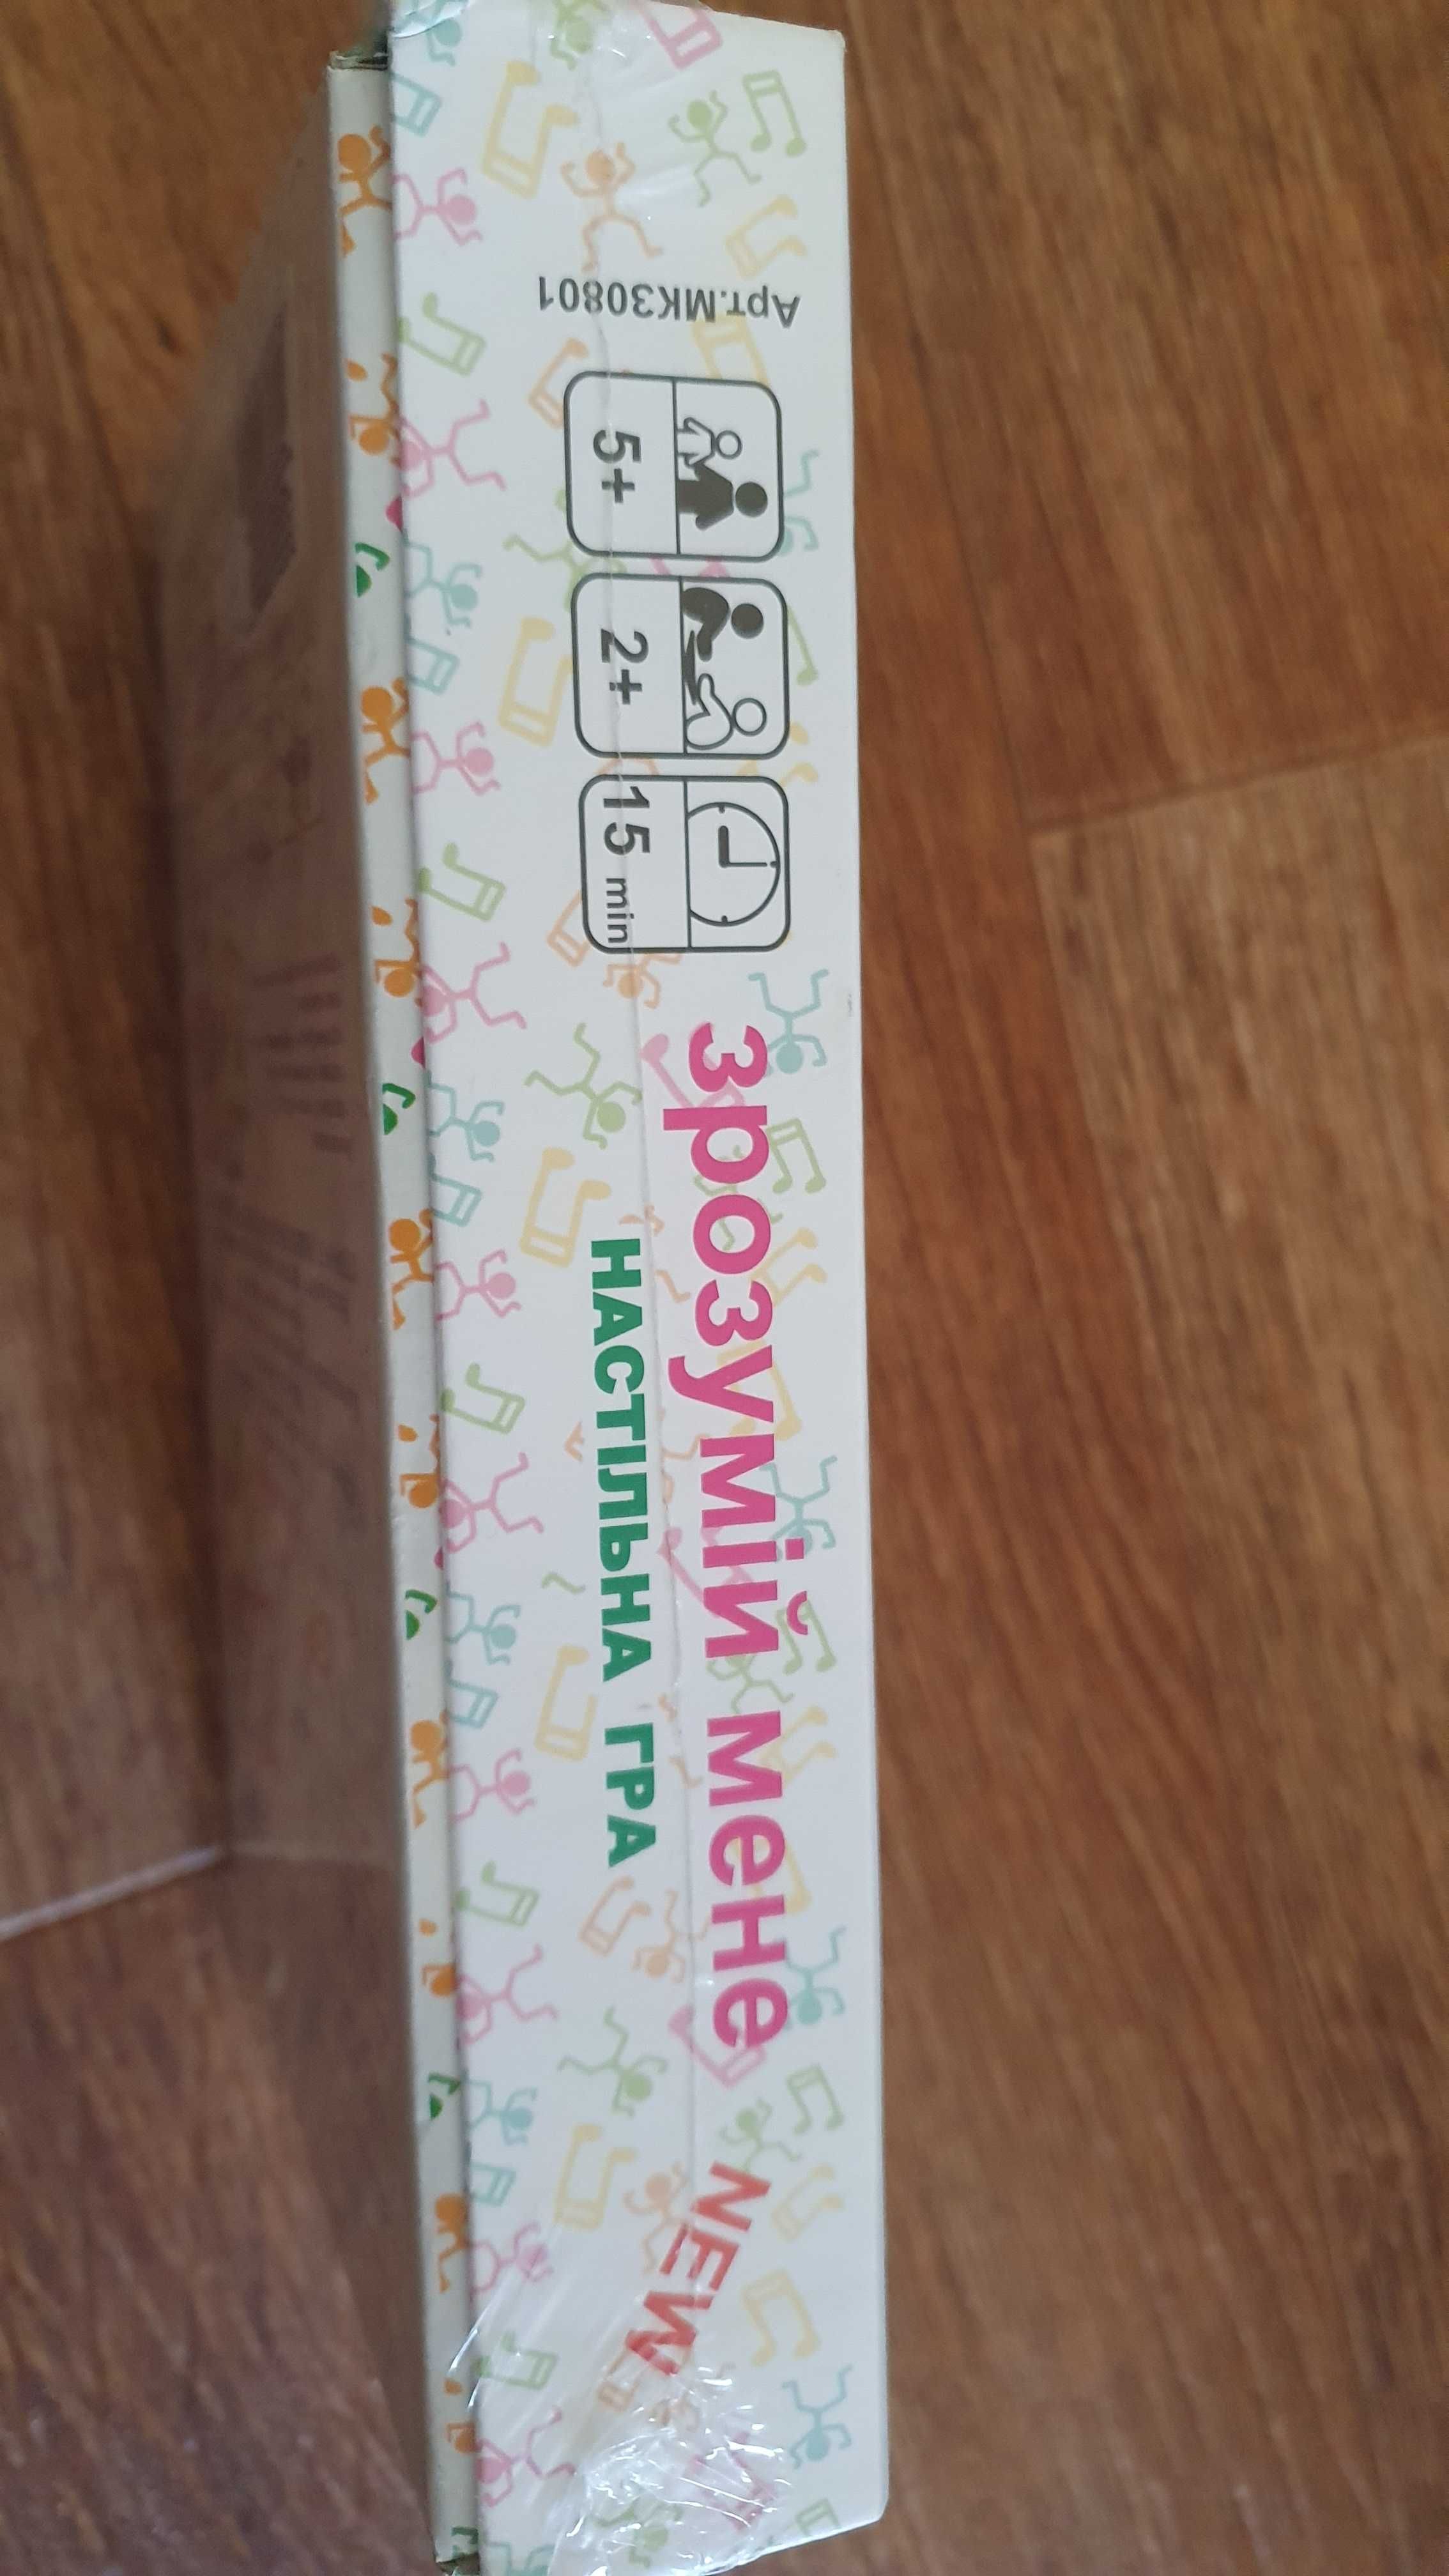 Арт.МК30801
5+
2+
15 min
зрозумій мене
НАСТІЛЬНА ГРА
NEW